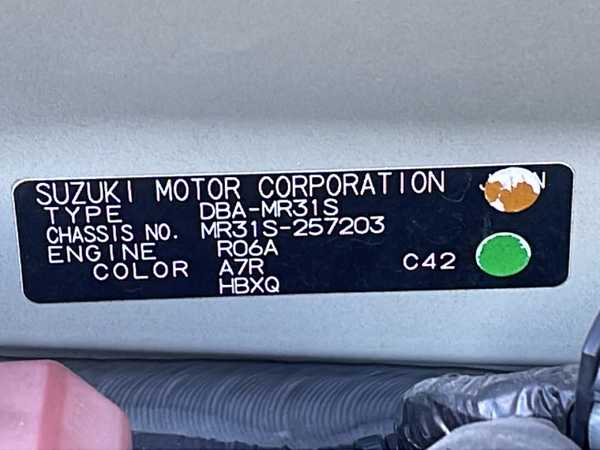 SUZUKI MOTOR CORPORATION
TYPE DBA-MR31S
CHASSIS NO. MR31S-257203
ENGINE R06A
COLOR A7R C42
HBXQ